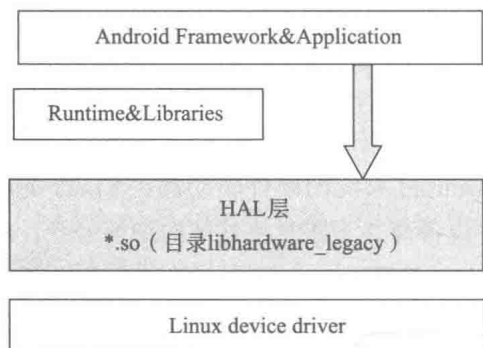 Android Framework&Application
Runtime&Libraries
HAL层
*.so（目录libhardware_legacy）
Linux device driver